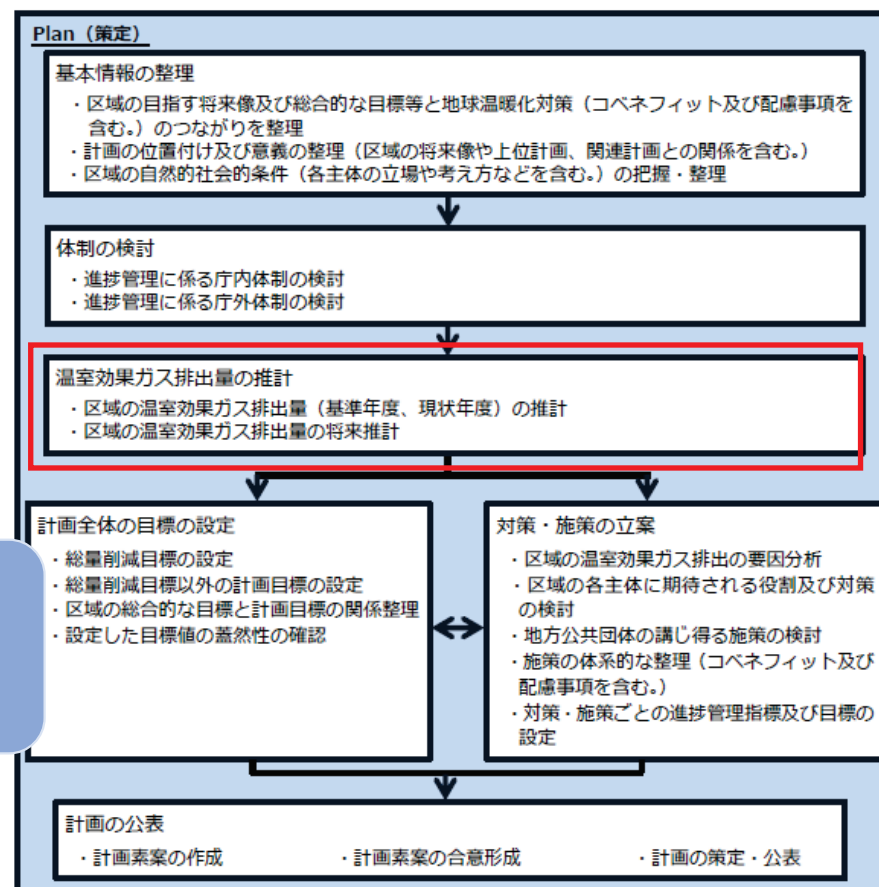 Plan（策定）
基本情報の整理
・区域の目指す将来像及び総合的な目標等と地球温暖化対策（コベネフィット及び配慮事項を
含む。）のつながりを整理
・計画の位置付け及び意義の整理（区域の将来像や上位計画、関連計画との関係を含む。）
・区域の自然的社会的条件（各主体の立場や考え方などを含む。）の把握・整理
体制の検討
・進捗管理に係る庁内体制の検討
・進捗管理に係る庁外体制の検討
温室効果ガス排出量の推計
・区域の温室効果ガス排出量（基準年度、現状年度）の推計
・区域の温室効果ガス排出量の将来推計
計画全体の目標の設定
・総量削減目標の設定
・総量削減目標以外の計画目標の設定
・区域の総合的な目標と計画目標の関係整理
・設定した目標値の蓋然性の確認
対策・施策の立案
・区域の温室効果ガス排出の要因分析
・区域の各主体に期待される役割及び対策
の検討
・地方公共団体の講じ得る施策の検討
・施策の体系的な整理（コベネフィット及び
配慮事項を含む。）
・対策・施策ごとの進捗管理指標及び目標の
設定
計画の公表
・計画素案の作成 ・計画素案の合意形成 ・計画の策定・公表